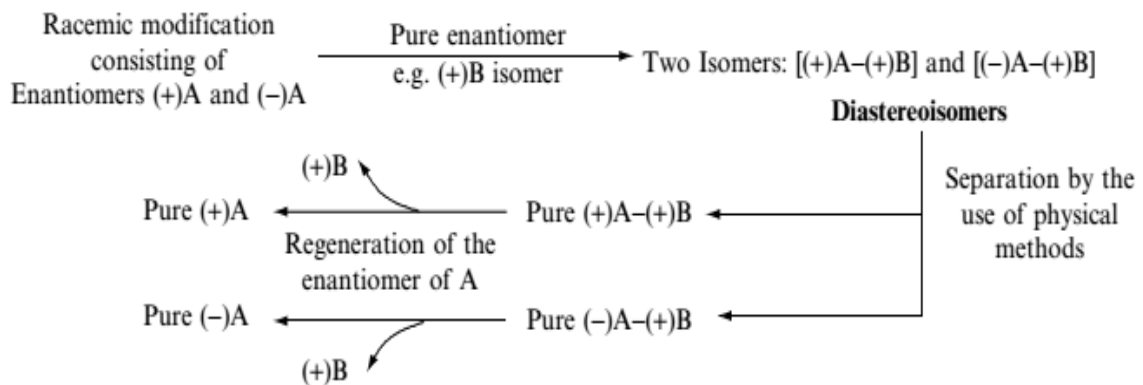 Racemic modification
consisting of
Enantiomers (+)A and (–)A
Pure enantiomer
e.g. (+)B isomer
Two Isomers: [(+)A–(+)B] and [(–)A–(+)B]
Diastereoisomers
Separation by the
use of physical
methods
(+)B
Pure (+)A
Pure (+)A–(+)B
Regeneration of the
enantiomer of A
Pure (–)A
Pure (–)A–(+)B
(+)B